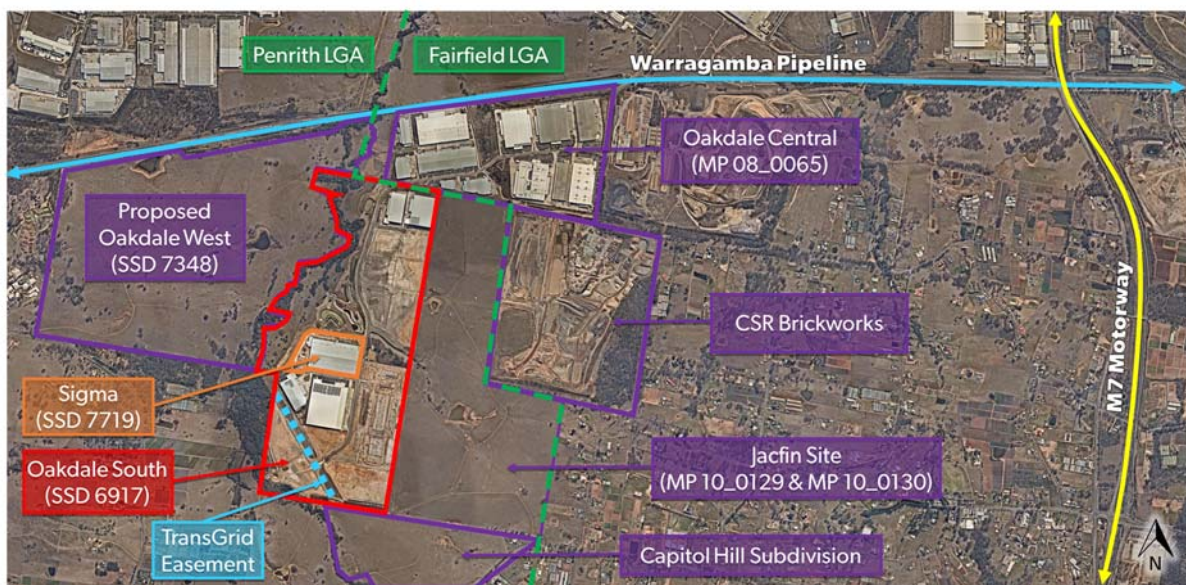 Penrith LGA
Fairfield LGA
Warragamba Pipeline
Oakdale Central
(MP 08_0065)
Proposed
Oakdale West
(SSD 7348)
CSR Brickworks
M7 Motorway
Sigma
(SSD 7719)
Oakdale South
(SSD 6917)
Jacfin Site
(MP 10_0129 & MP 10_0130)
TransGrid
Easement
Capitol Hill Subdivision
N